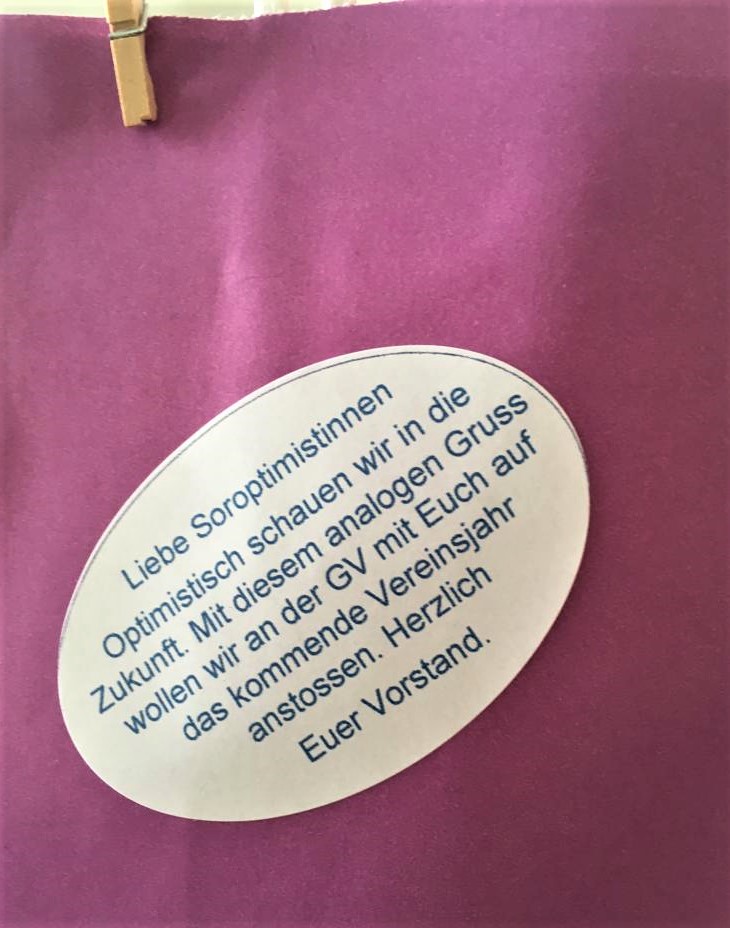 Liebe Soroptimistinnen
Optimistisch schauen wir in die
Zukunft. Mit diesem analogen Gruss
wollen wir an der GV mit Euch auf
das kommende Vereinsjahr
anstossen. Herzlich
Euer Vorstand.